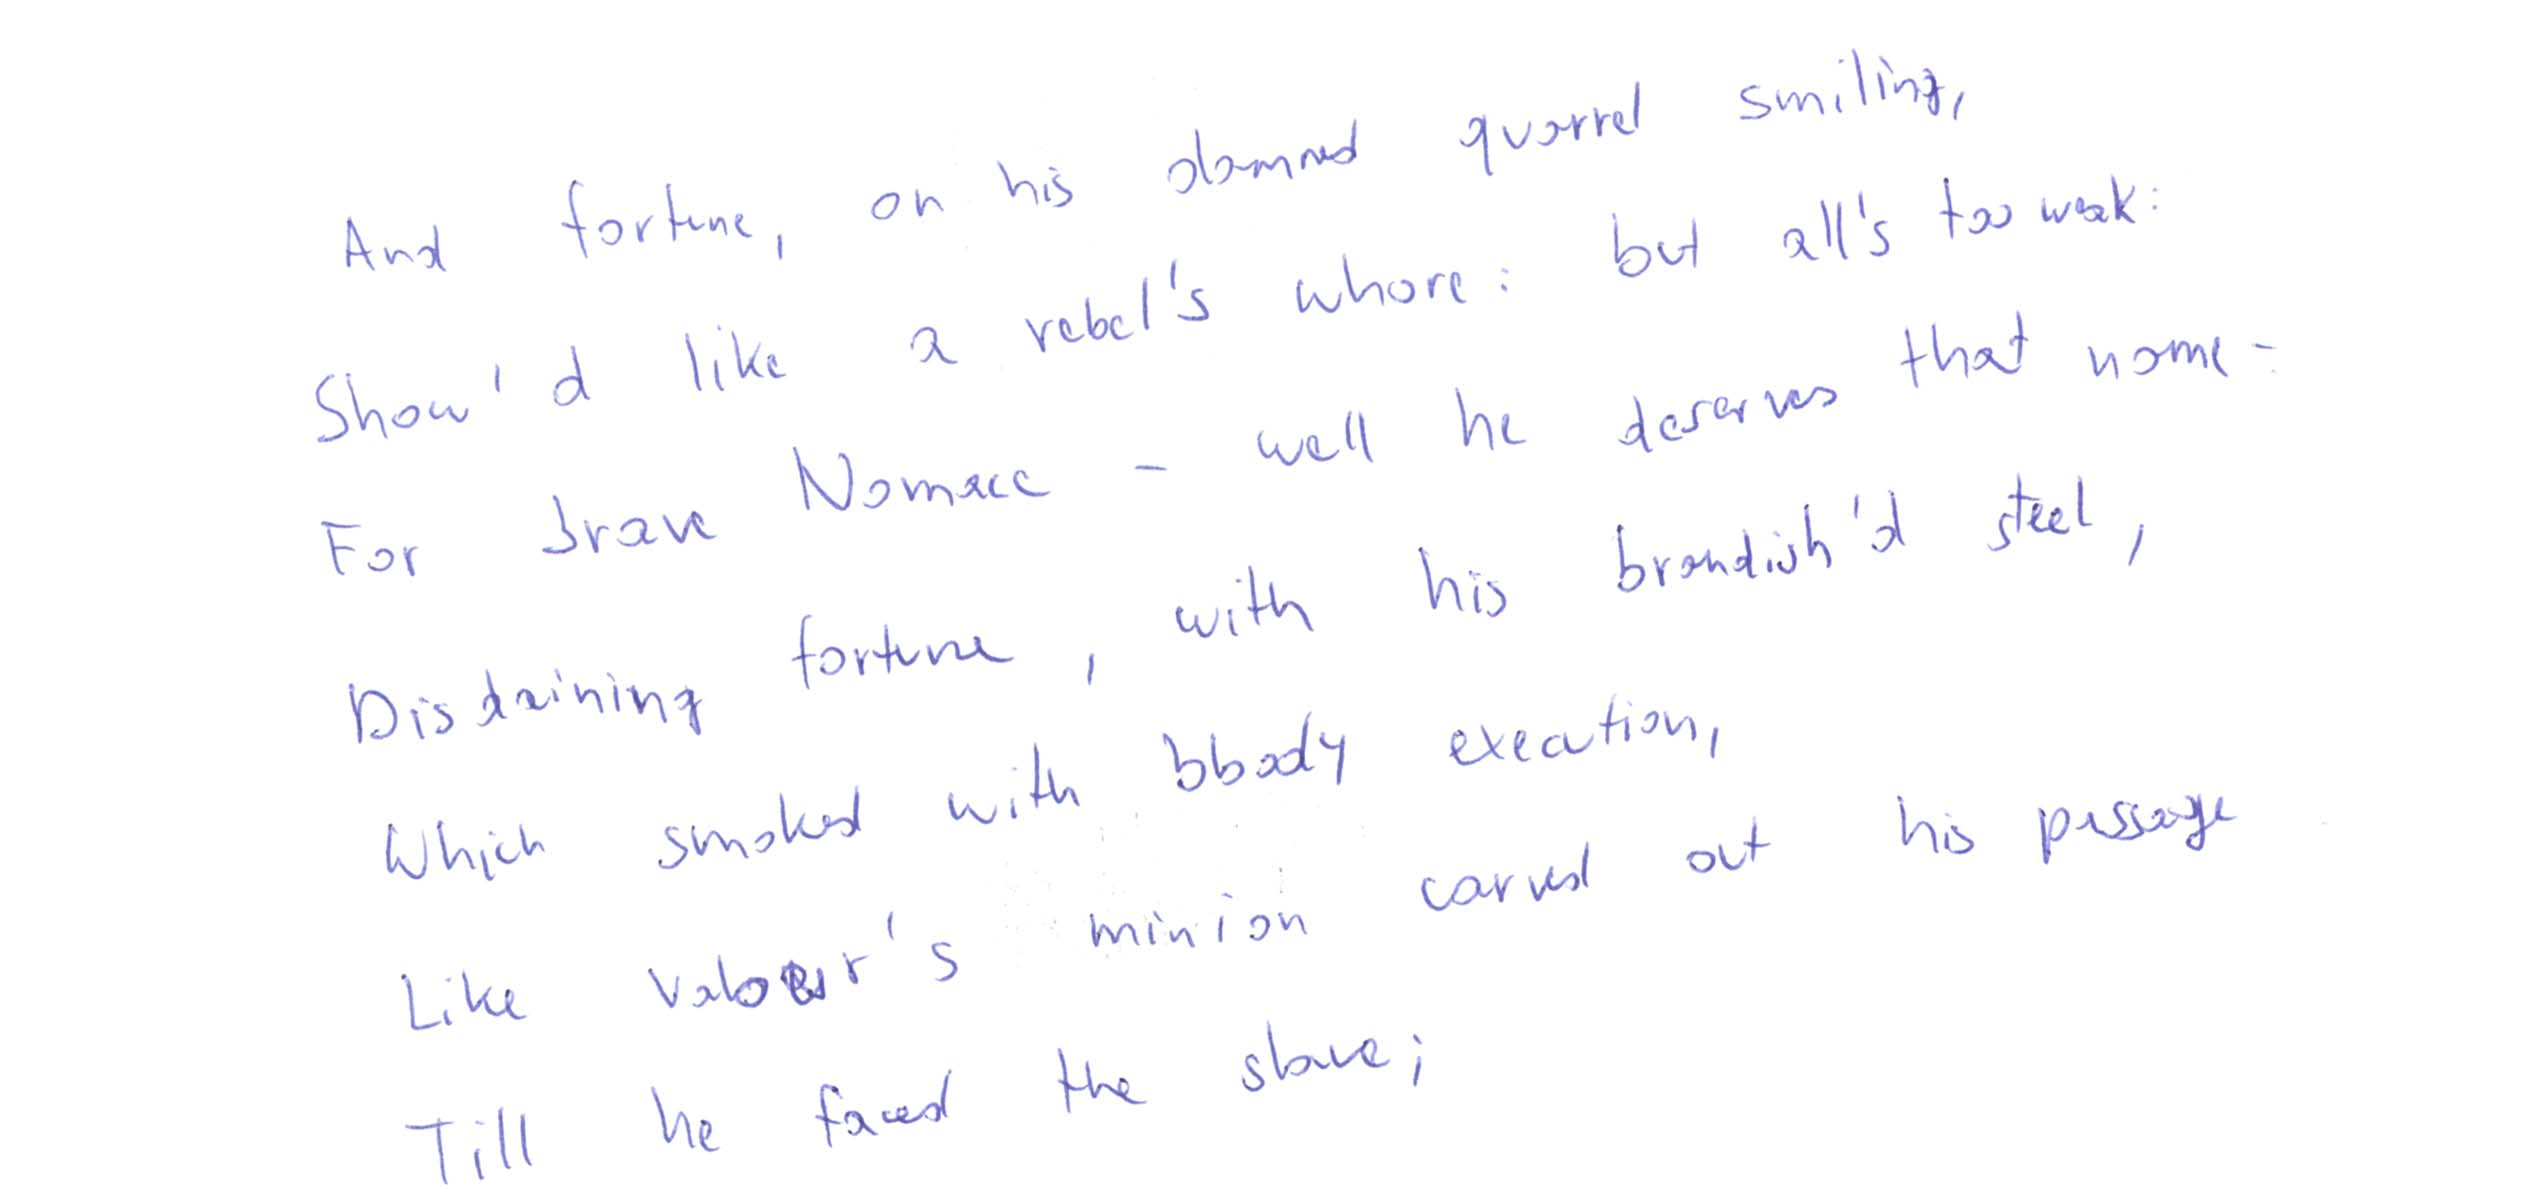 And fortune, on his damned quarrel smiling,
Show'd like a rebel's whore: but all's too weak:
For brave Nomacc - well he deserves that name -
Disdaining fortune, with his brandish'd steel,
Which smoked with bloody execution,
Like valour's minion carved out his passage
Till he faced the slave;